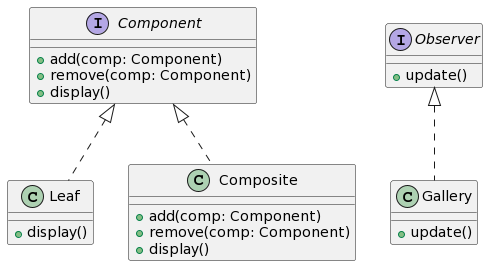 I Component
add(comp: Component)
remove(comp: Component)
display()
I Observer
update()
C Leaf
display()
C Composite
add(comp: Component)
remove(comp: Component)
display()
C Gallery
update()